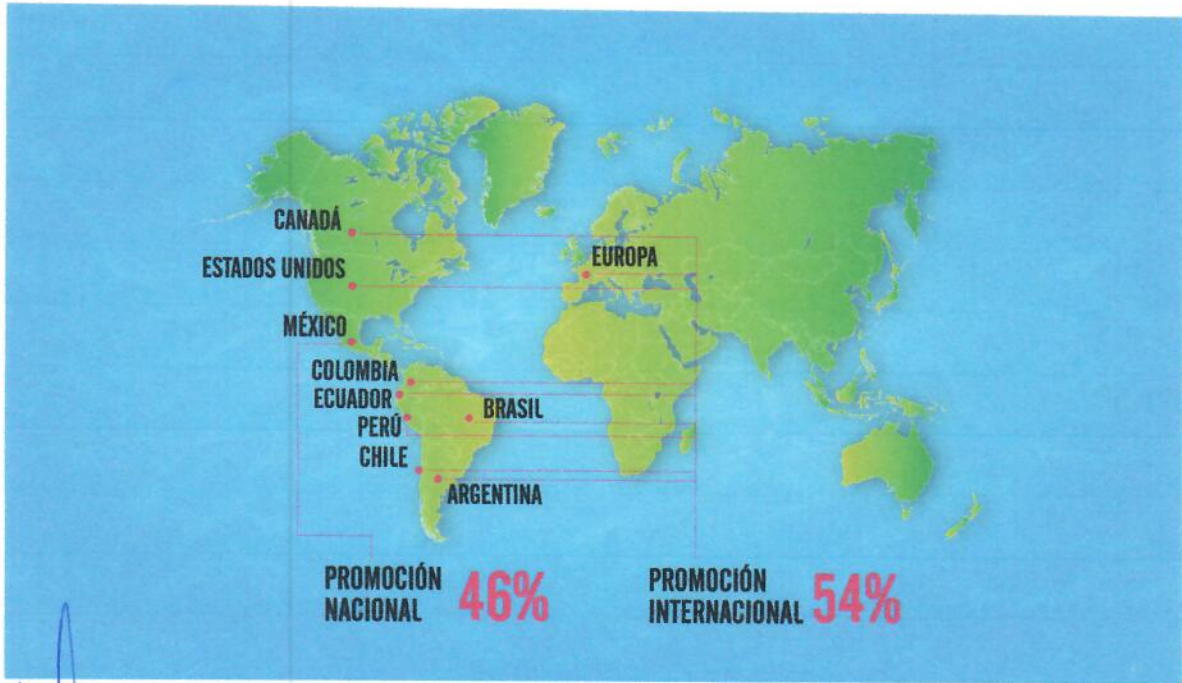 CANADÁ
ESTADOS UNIDOS
EUROPA
MÉXICO
COLOMBIA
ECUADOR
BRASIL
PERÚ
CHILE
ARGENTINA
PROMOCIÓN
NACIONAL
46%
PROMOCIÓN
INTERNACIONAL
54%